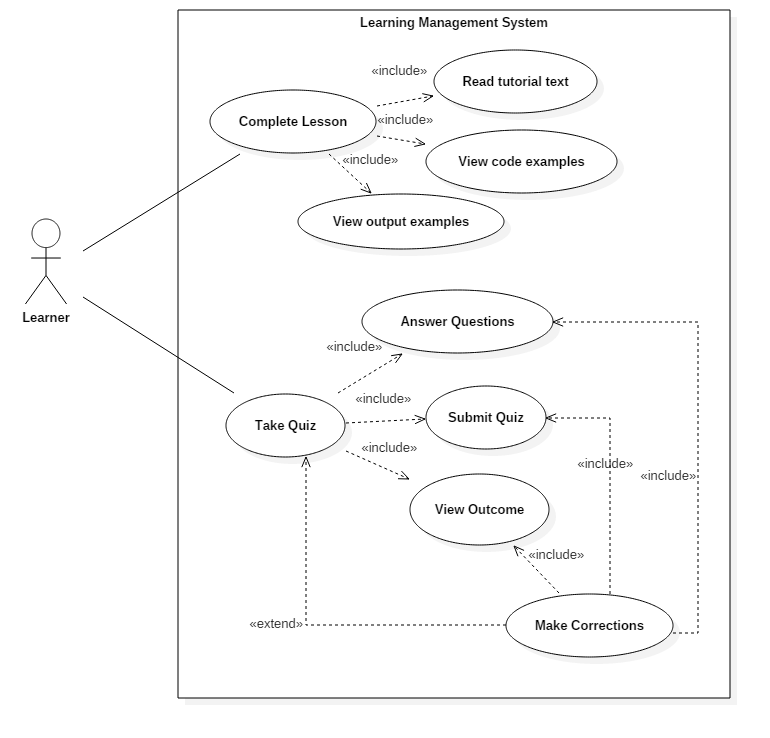 Learning Management System
«include»
Read tutorial text
Complete Lesson
«include»
«include»
View code examples
View output examples
Learner
Answer Questions
«include»
«include»
Take Quiz
Submit Quiz
«include»
«include»
«include»
View Outcome
«include»
«extend»
Make Corrections